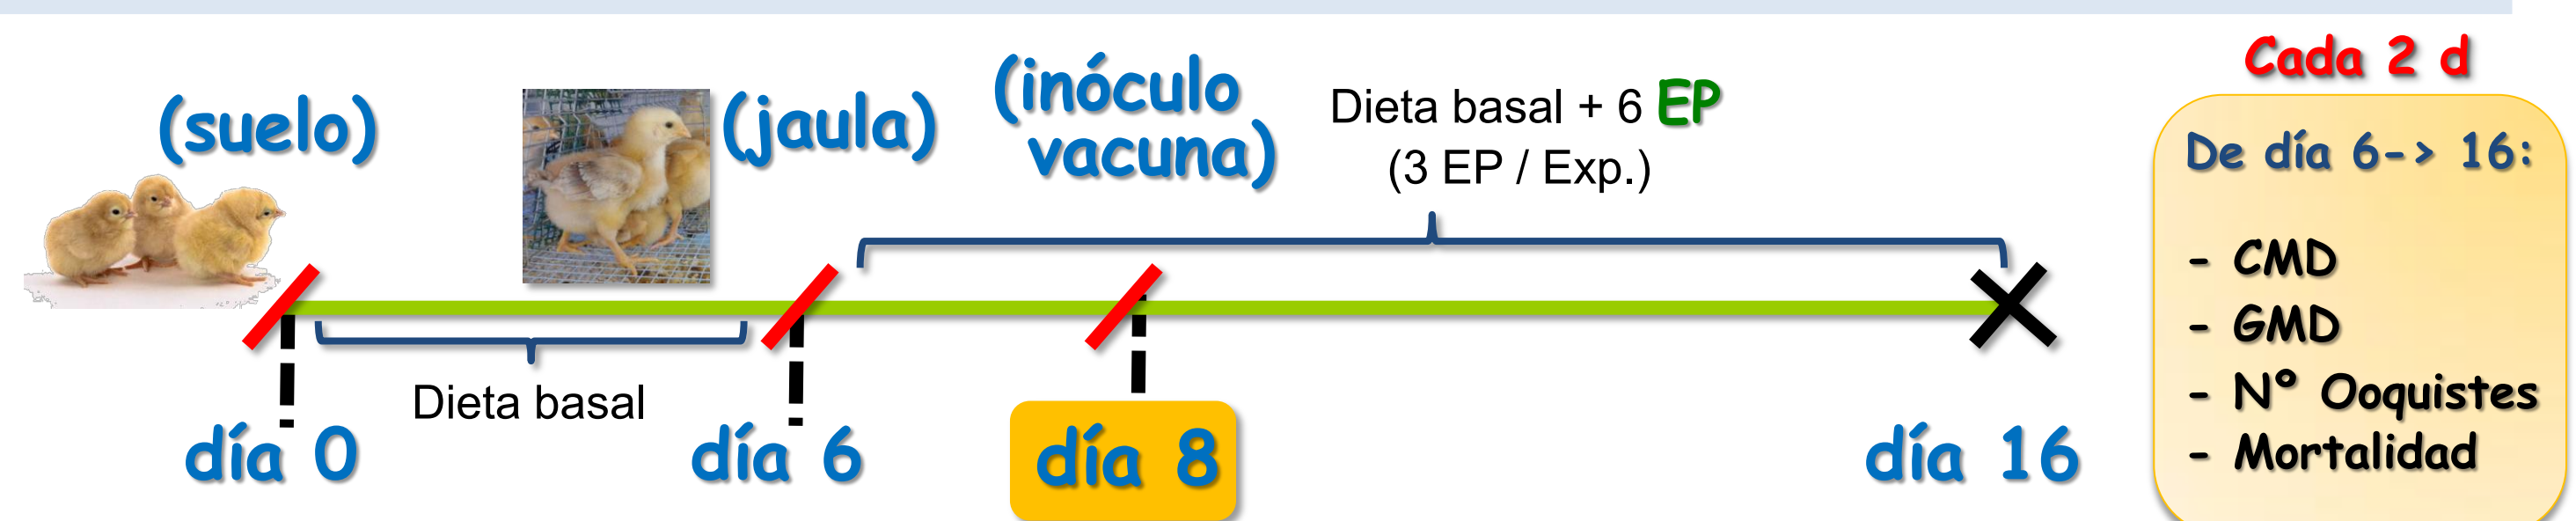 (suelo)
(jaula)
(inóculo
vacuna)
Dieta basal + 6 EP
(3 EP / Exp.)
Dieta basal
día 0
día 6
día 8
día 16
Cada 2 d
De día 6-> 16:
- CMD
- GMD
- Nº Ooquistes
- Mortalidad